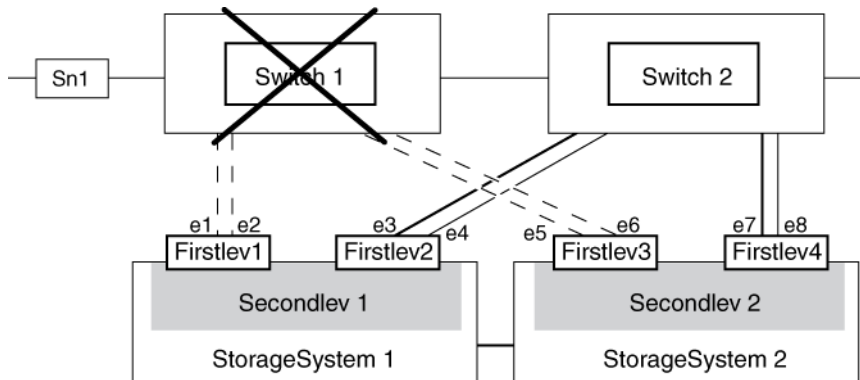 Sn1
Switch 1
Switch 2
e1
e2
e3
e4
e5
e6
e7
e8
Firstlev1
Firstlev2
Firstlev3
Firstlev4
Secondlev 1
Secondlev 2
StorageSystem 1
StorageSystem 2